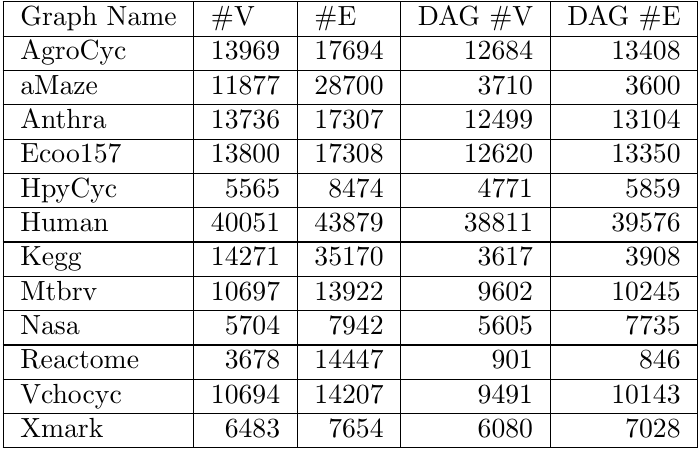 Graph Name #V #E DAG #V DAG #E
AgroCyc 13969 17694 12684 13408
aMaze 11877 28700 3710 3600
Anthra 13736 17307 12499 13104
Ecoo157 13800 17308 12620 13350
HpyCyc 5565 8474 4771 5859
Human 40051 43879 38811 39576
Kegg 14271 35170 3617 3908
Mtbrv 10697 13922 9602 10245
Nasa 5704 7942 5605 7735
Reactome 3678 14447 901 846
Vchocyc 10694 14207 9491 10143
Xmark 6483 7654 6080 7028